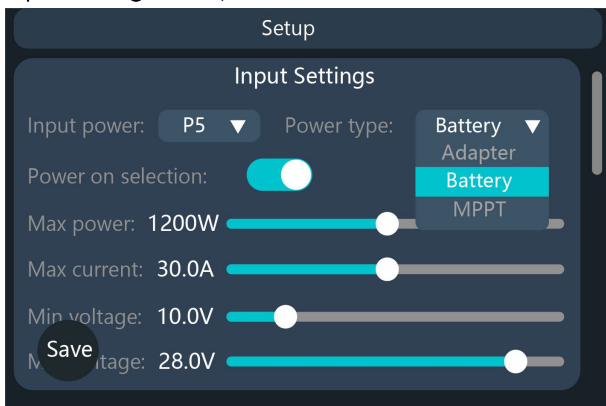 Setup
Input Settings
Input power: P5 Power type: Battery
Adapter
Power on selection: Battery
MPPT
Max power: 1200W
Max current: 30.0A
Min voltage: 10.0V
Save
28.0V